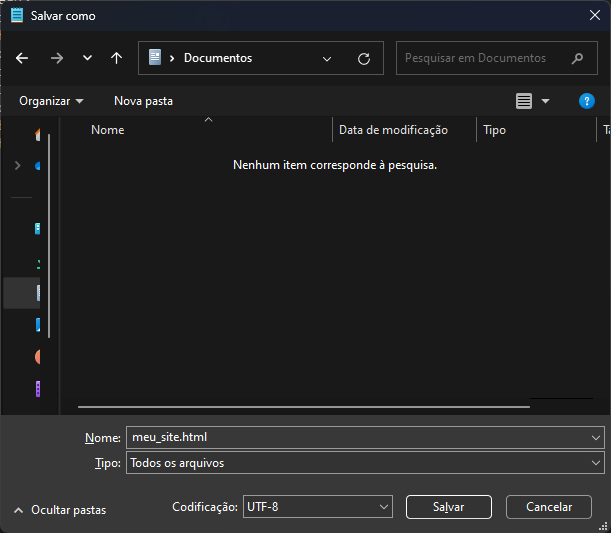 Salvar como
Documentos
Pesquisar em Documentos
Organizar
Nova pasta
Nome
Data de modificação
Tipo
Nenhum item corresponde à pesquisa.
Nome: meu_site.html
Tipo: Todos os arquivos
Ocultar pastas
Codificação: UTF-8
Salvar
Cancelar